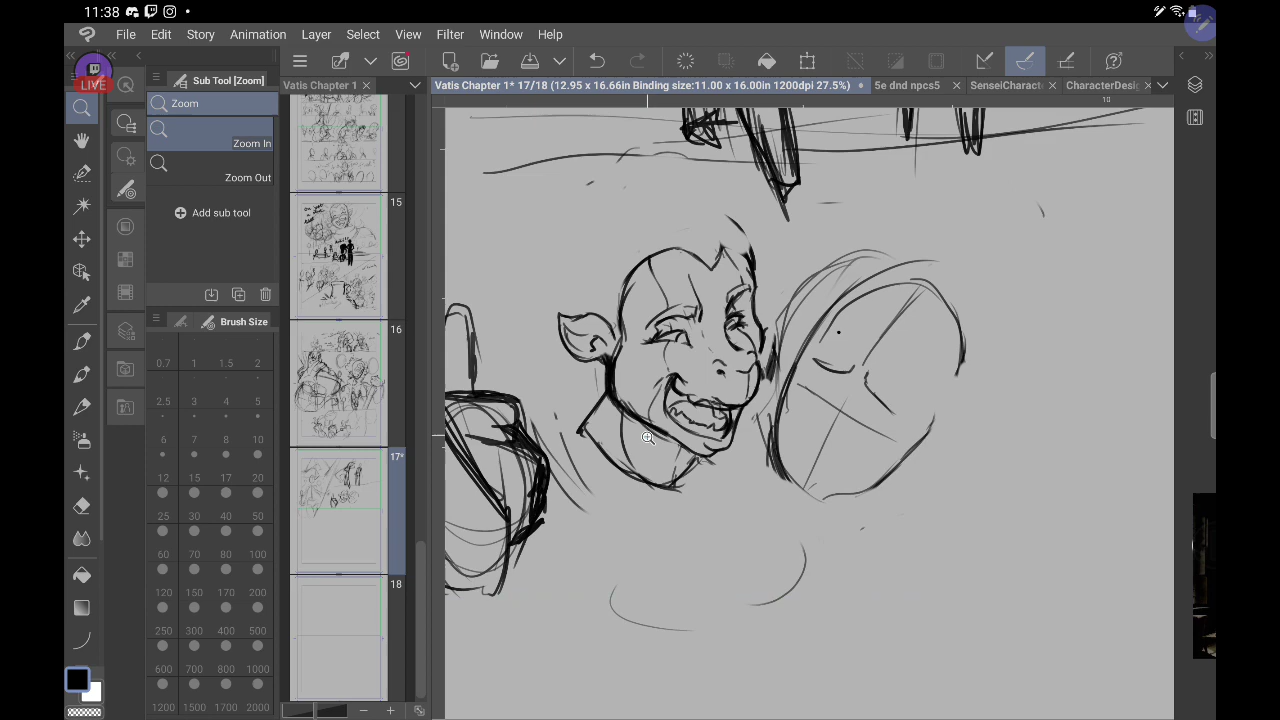 11:38
File Edit Story Animation Layer Select View Filter Window Help
LIVE
Sub Tool [Zoom]
Zoom
Zoom In
Zoom Out
Add sub tool
Brush Size
0.7 1 1.5 2
2.5 3 4 5
6 7 8 10
12 15 17 20
25 30 40 50
60 70 80 100
120 150 170 200
250 300 400 500
600 700 800 1000
1200 1500 1700 2000
Vatis Chapter 1
15
16
17*
18
Vatis Chapter 1* 17/18 (12.95 x 16.66in Binding size:11.00 x 16.00in 1200dpi 27.5%)
5e dnd npcs5
SenseiCharact
CharacterDesig
10